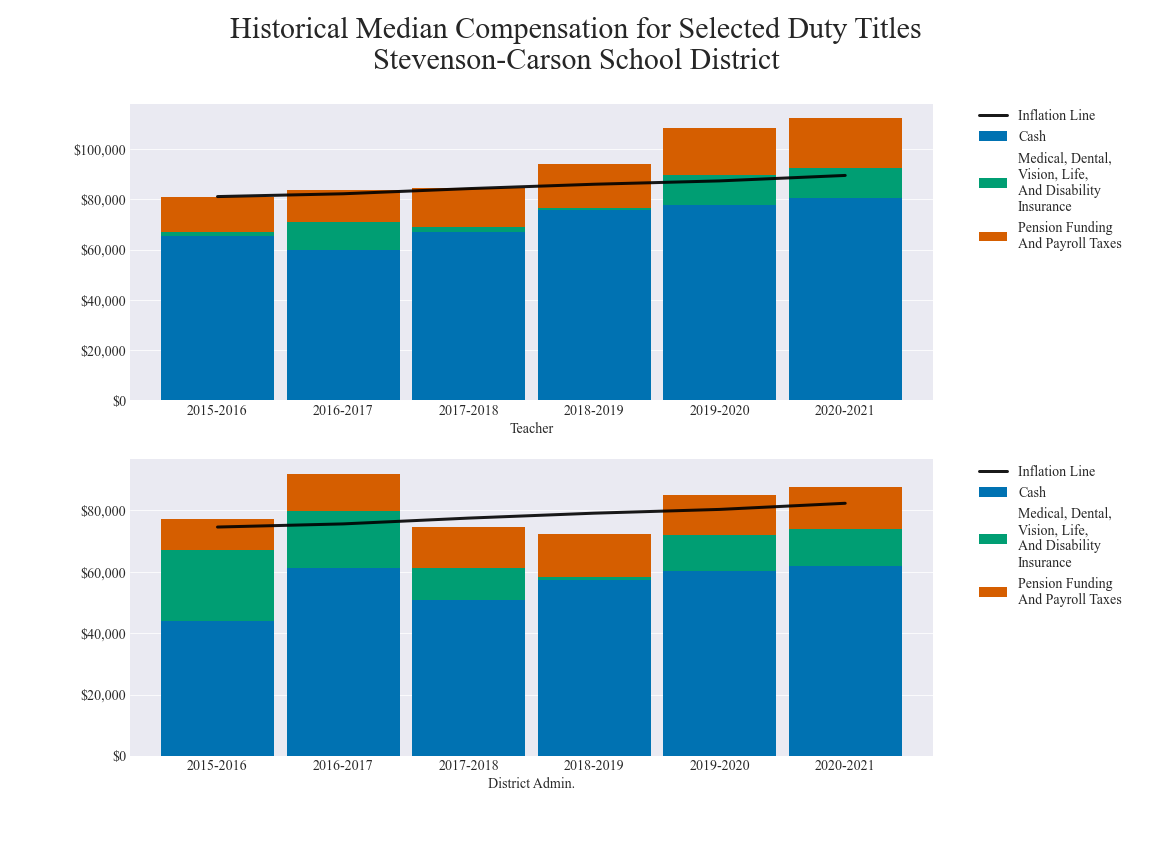 Historical Median Compensation for Selected Duty Titles
Stevenson-Carson School District
$100,000
$80,000
$60,000
$40,000
$20,000
$0
2015-2016
2016-2017
2017-2018
2018-2019
2019-2020
2020-2021
Teacher
Inflation Line
Cash
Medical, Dental,
Vision, Life,
And Disability
Insurance
Pension Funding
And Payroll Taxes
$80,000
$60,000
$40,000
$20,000
$0
2015-2016
2016-2017
2017-2018
2018-2019
2019-2020
2020-2021
District Admin.
Inflation Line
Cash
Medical, Dental,
Vision, Life,
And Disability
Insurance
Pension Funding
And Payroll Taxes